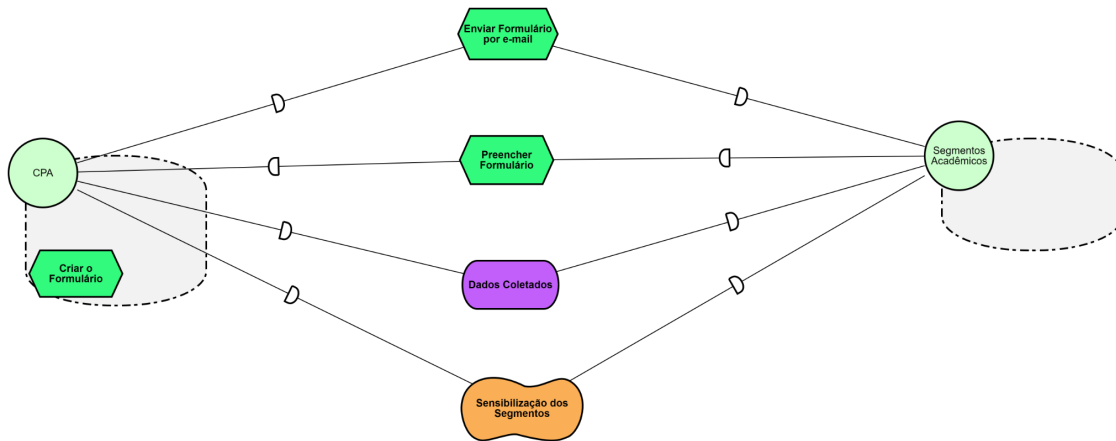 Enviar Formulário
por e-mail
CPA
Preencher
Formulário
Segmentos
Acadêmicos
Criar o
Formulário
Dados Coletados
Sensibilização dos
Segmentos